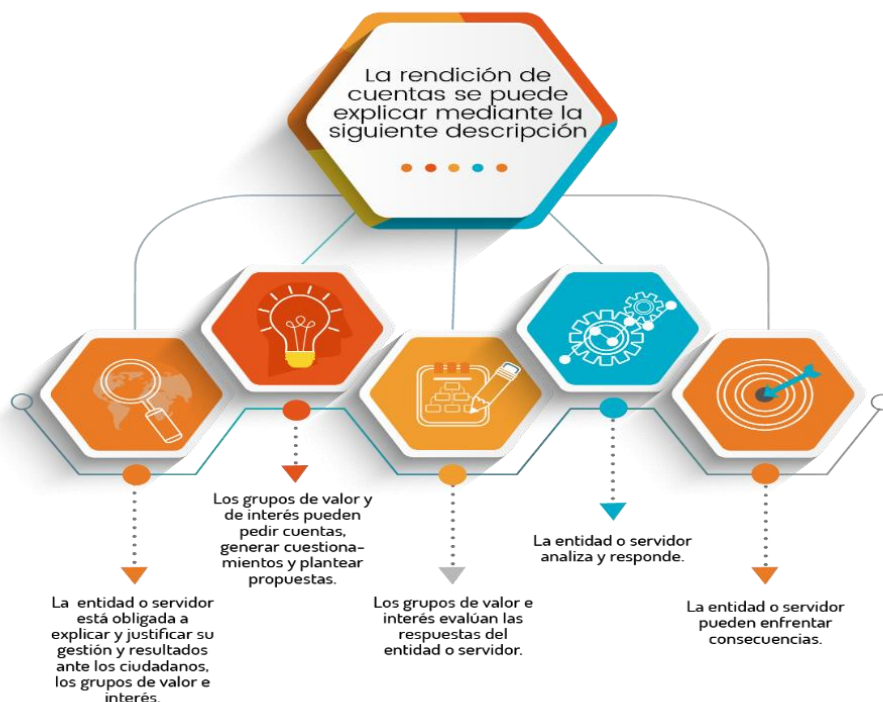 La rendición de
cuentas se puede
explicar mediante la
siguiente descripción
La entidad o servidor
está obligada a
explicar y justificar su
gestión y resultados
ante los ciudadanos,
los grupos de valor e
interés.
Los grupos de valor y
de interés pueden
pedir cuentas,
generar cuestiona-
mientos y plantear
propuestas.
Los grupos de valor e
interés evalúan las
respuestas del
entidad o servidor.
La entidad o servidor
analiza y responde.
La entidad o servidor
pueden enfrentar
consecuencias.